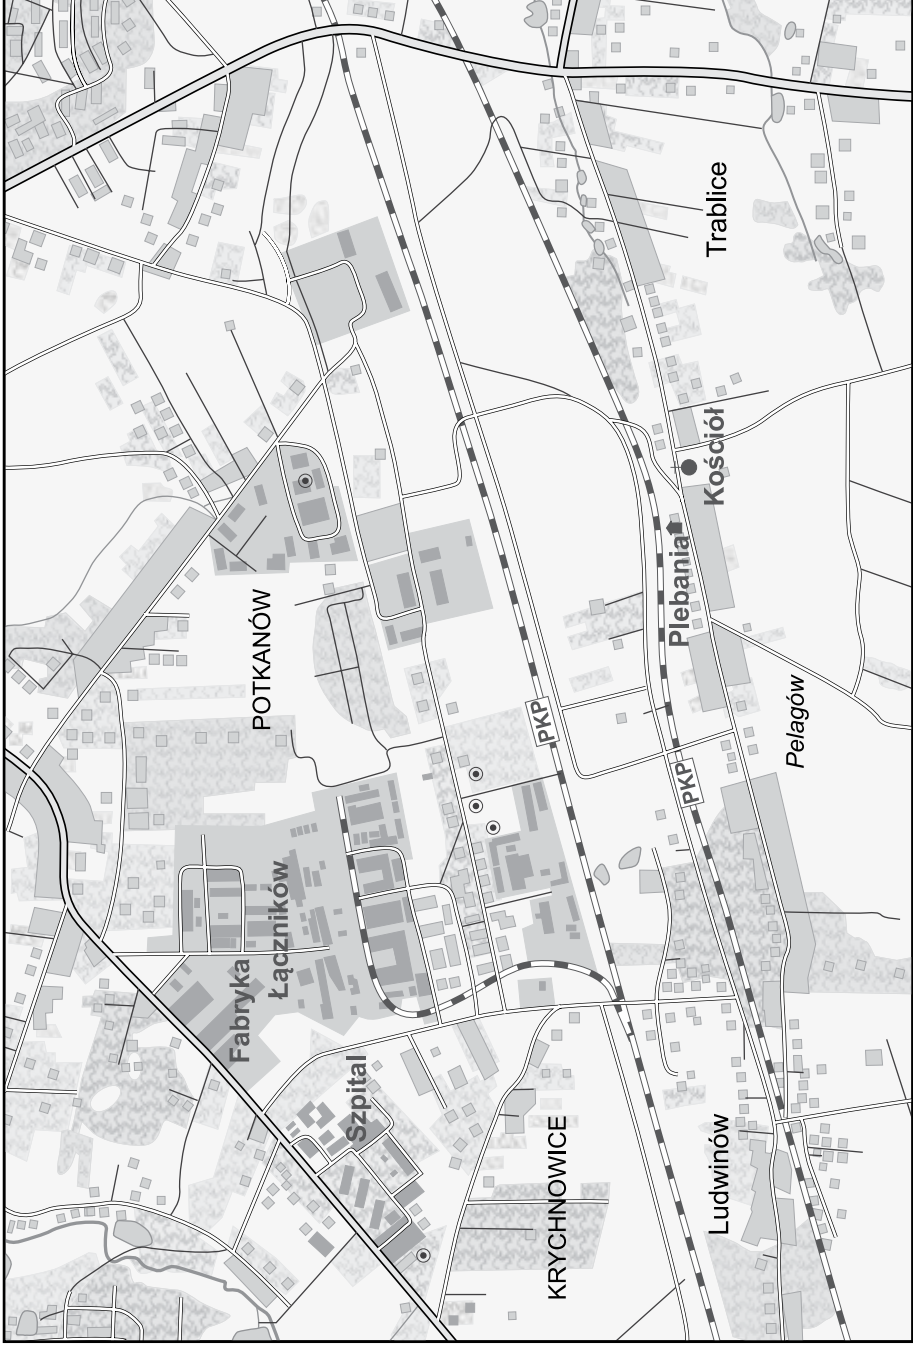 POTKANÓW
Fabryka
Łączników
Szpital
KRYCHNOWICE
PKP
PKP
Plebania
Kościół
Trablice
Pelagów
Ludwinów